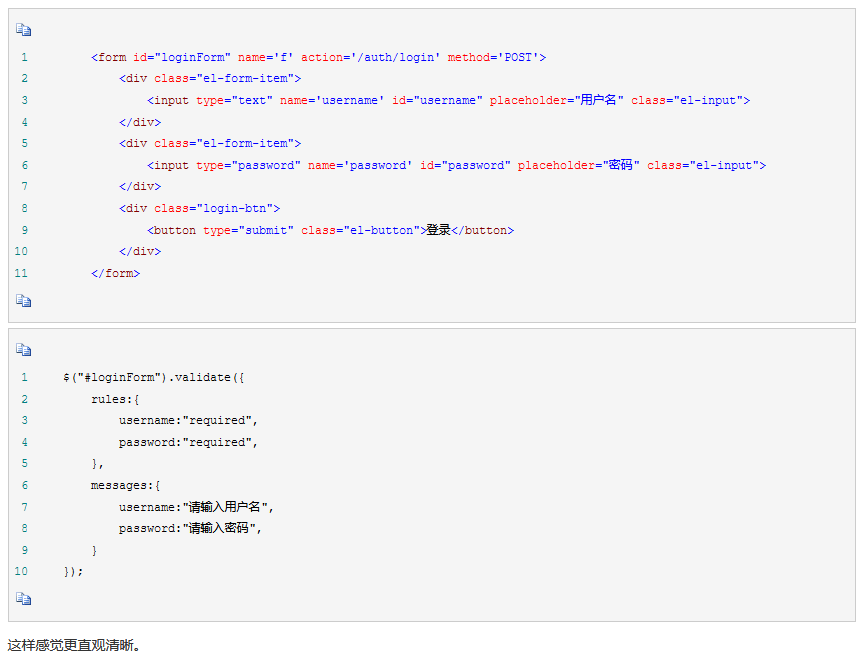 1 <form id="loginForm" name='f' action='/auth/login' method='POST'>
2 <div class="el-form-item">
3 <input type="text" name='username' id="username" placeholder="用户名" class="el-input">
4 </div>
5 <div class="el-form-item">
6 <input type="password" name='password' id="password" placeholder="密码" class="el-input">
7 </div>
8 <div class="login-btn">
9 <button type="submit" class="el-button">登录</button>
10 </div>
11 </form>
1 $("#loginForm").validate({
2 rules:{
3 username:"required",
4 password:"required",
5 },
6 messages:{
7 username:"请输入用户名",
8 password:"请输入密码",
9 }
10 });
这样感觉更直观清晰。